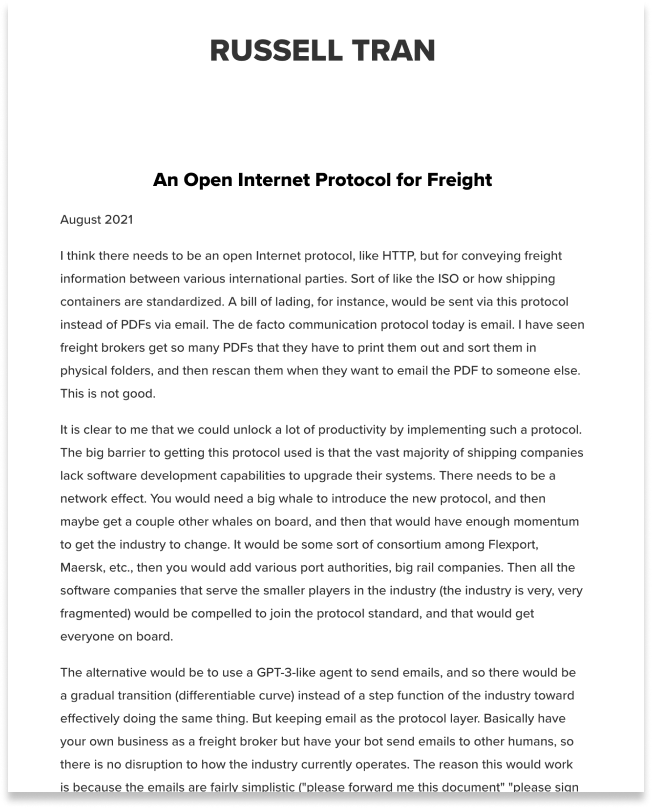 RUSSELL TRAN
An Open Internet Protocol for Freight
August 2021
I think there needs to be an open Internet protocol, like HTTP, but for conveying freight
information between various international parties. Sort of like the ISO or how shipping
containers are standardized. A bill of lading, for instance, would be sent via this protocol
instead of PDFs via email. The de facto communication protocol today is email. I have seen
freight brokers get so many PDFs that they have to print them out and sort them in
physical folders, and then rescan them when they want to email the PDF to someone else.
This is not good.
It is clear to me that we could unlock a lot of productivity by implementing such a protocol.
The big barrier to getting this protocol used is that the vast majority of shipping companies
lack software development capabilities to upgrade their systems. There needs to be a
network effect. You would need a big whale to introduce the new protocol, and then
maybe get a couple other whales on board, and then that would have enough momentum
to get the industry to change. It would be some sort of consortium among Flexport,
Maersk, etc., then you would add various port authorities, big rail companies. Then all the
software companies that serve the smaller players in the industry (the industry is very, very
fragmented) would be compelled to join the protocol standard, and that would get
everyone on board.
The alternative would be to use a GPT-3-like agent to send emails, and so there would be
a gradual transition (differentiable curve) instead of a step function of the industry toward
effectively doing the same thing. But keeping email as the protocol layer. Basically have
your own business as a freight broker but have your bot send emails to other humans, so
there is no disruption to how the industry currently operates. The reason this would work
is because the emails are fairly simplistic ("please forward me this document" "please sign